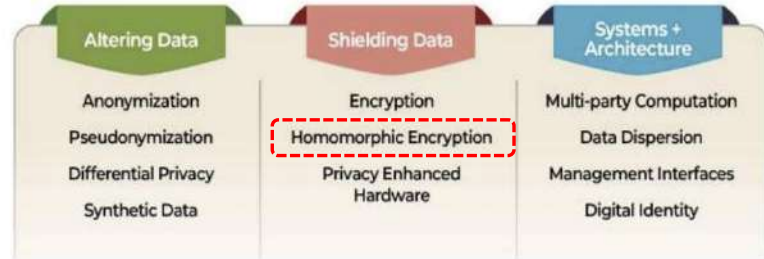 Altering Data
Anonymization
Pseudonymization
Differential Privacy
Synthetic Data
Shielding Data
Encryption
Homomorphic Encryption
Privacy Enhanced
Hardware
Systems +
Architecture
Multi-party Computation
Data Dispersion
Management Interfaces
Digital Identity